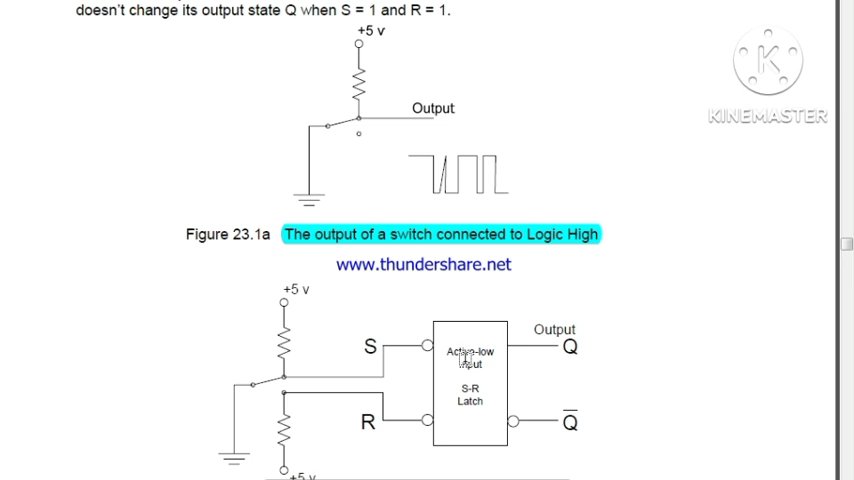 doesn't change its output state Q when S = 1 and R = 1.
+5 v
K
KINEMASTER
Output
Figure 23.1a The output of a switch connected to Logic High
www.thundershare.net
+5 v
S
R
Active-low
input
S-R
Latch
Output
Q
Q̅
+5 v